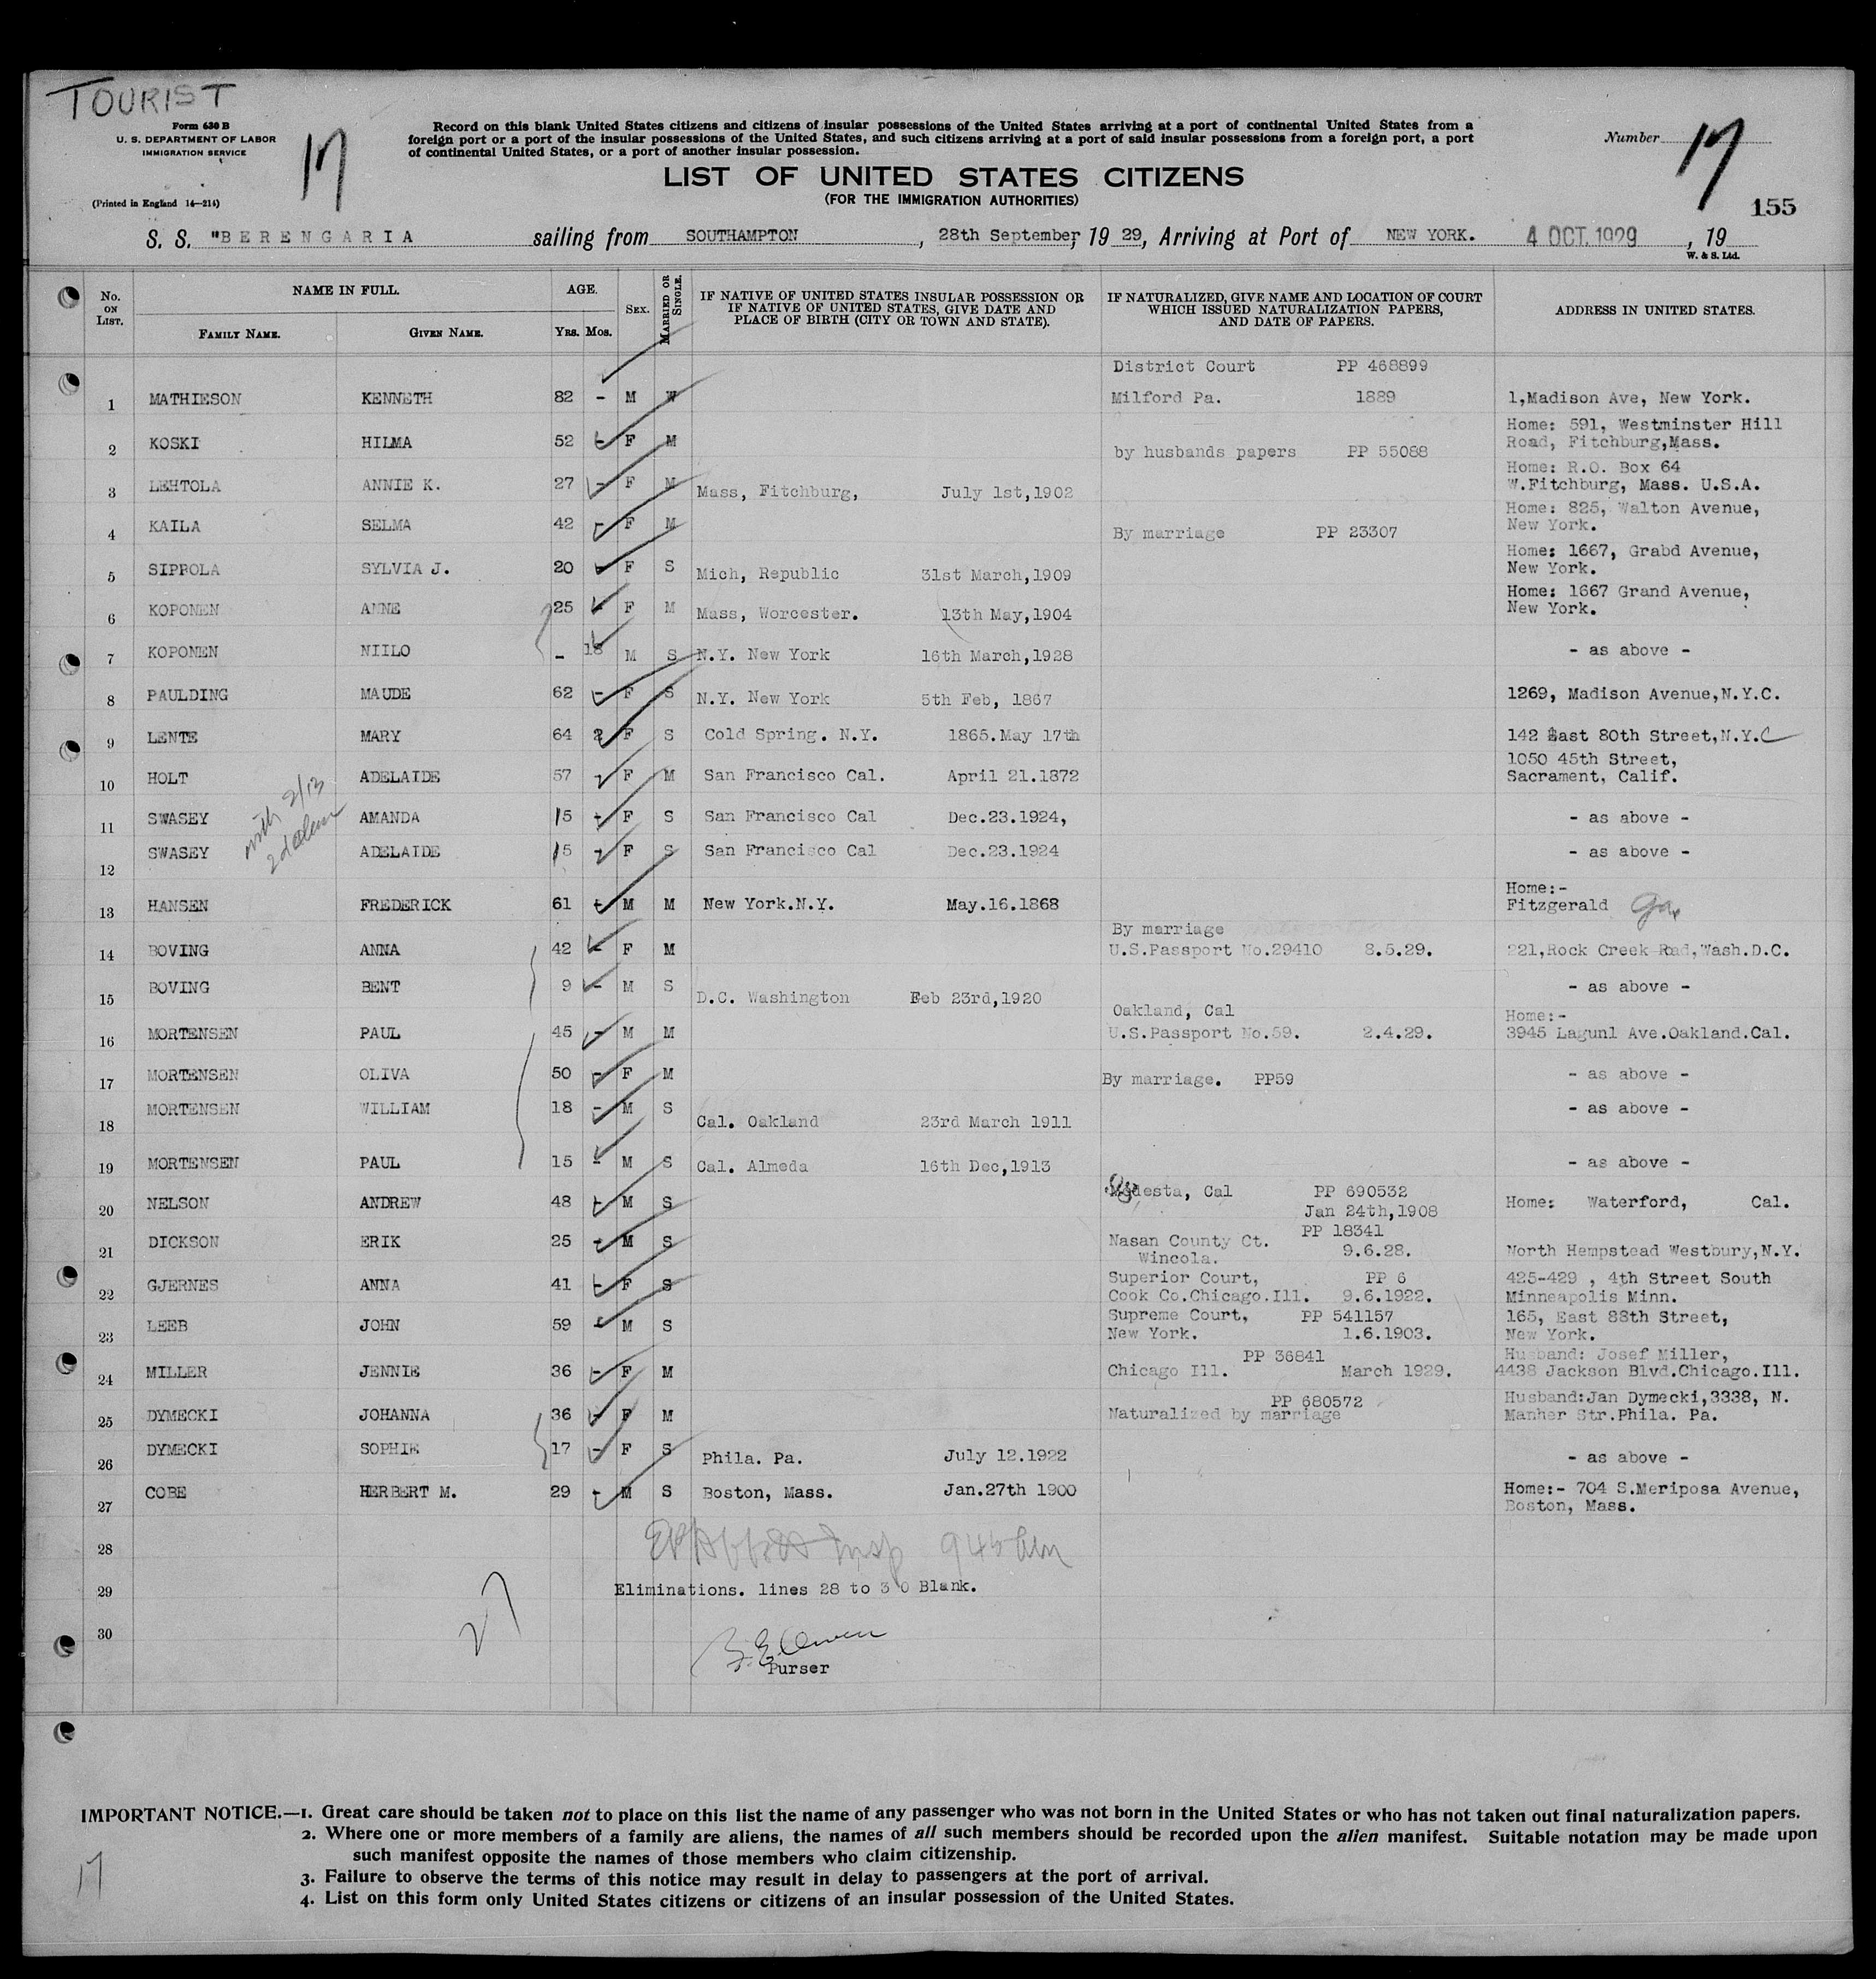 TOURIST
Form 630 B
U. S. DEPARTMENT OF LABOR
IMMIGRATION SERVICE
(Printed in England 14—214)
17
Record on this blank United States citizens and citizens of insular possessions of the United States arriving at a port of continental United States from a
foreign port or a port of the insular possessions of the United States, and such citizens arriving at a port of said insular possessions from a foreign port, a port
of continental United States, or a port of another insular possession.
Number 17
LIST OF UNITED STATES CITIZENS
(FOR THE IMMIGRATION AUTHORITIES)
155
S. S. "BERENGARIA sailing from SOUTHAMPTON, 28th September, 19 29, Arriving at Port of NEW YORK. 4 OCT. 1929, 19
W. & S. Ltd.
No. ON LIST. NAME IN FULL. AGE. SEX. MARRIED OR SINGLE. IF NATIVE OF UNITED STATES INSULAR POSSESSION OR IF NATIVE OF UNITED STATES, GIVE DATE AND PLACE OF BIRTH (CITY OR TOWN AND STATE). IF NATURALIZED, GIVE NAME AND LOCATION OF COURT WHICH ISSUED NATURALIZATION PAPERS, AND DATE OF PAPERS. ADDRESS IN UNITED STATES.
FAMILY NAME. GIVEN NAME. YRS. MOS.
District Court PP 468899
1 MATHIESON KENNETH 82 - M W Milford Pa. 1889 1,Madison Ave, New York.
Home: 591, Westminster Hill
2 KOSKI HILMA 52 - F M by husbands papers PP 55088 Road, Fitchburg,Mass.
Home: R.O. Box 64
3 LEHTOLA ANNIE K. 27 - F M Mass, Fitchburg, July 1st,1902 W.Fitchburg, Mass. U.S.A.
Home: 825, Walton Avenue,
4 KAILA SELMA 42 - F M By marriage PP 23307 New York.
Home: 1667, Grabd Avenue,
5 SIPPOLA SYLVIA J. 20 - F S Mich, Republic 31st March,1909 New York.
Home: 1667 Grand Avenue,
6 KOPONEN ANNE 25 - F M Mass, Worcester. 13th May,1904 New York.
7 KOPONEN NIILO - 18 M S N.Y. New York 16th March,1928 - as above -
8 PAULDING MAUDE 62 - F S N.Y. New York 5th Feb, 1867 1269, Madison Avenue,N.Y.C.
9 LENTE MARY 64 2 F S Cold Spring. N.Y. 1865.May 17th 142 East 80th Street,N.Y.C
1050 45th Street,
10 HOLT ADELAIDE 57 - F M San Francisco Cal. April 21.1872 Sacrament, Calif.
with 2/13
11 SWASEY AMANDA 15 - F S San Francisco Cal Dec.23.1924, - as above -
12 SWASEY ADELAIDE 15 - F S San Francisco Cal Dec.23.1924 - as above -
Home:-
13 HANSEN FREDERICK 61 - M M New York.N.Y. May.16.1868 Fitzgerald Ga,
By marriage
14 BOVING ANNA 42 - F M U.S.Passport No.29410 8.5.29. 221,Rock Creek Rad,Wash.D.C.
15 BOVING BENT 9 - M S D.C. Washington Feb 23rd,1920 - as above -
Oakland, Cal Home:-
16 MORTENSEN PAUL 45 - M M U.S.Passport No.59. 2.4.29. 3945 Lagunl Ave.Oakland.Cal.
17 MORTENSEN OLIVA 50 - F M By marriage. PP59 - as above -
18 MORTENSEN WILLIAM 18 - M S Cal. Oakland 23rd March 1911 - as above -
19 MORTENSEN PAUL 15 - M S Cal. Almeda 16th Dec,1913 - as above -
Modesta, Cal PP 690532
20 NELSON ANDREW 48 - M S Jan 24th,1908 Home: Waterford, Cal.
PP 18341
21 DICKSON ERIK 25 - M S Nasan County Ct. 9.6.28. North Hempstead Westbury,N.Y.
Wincola.
Superior Court, PP 6 425-429 , 4th Street South
22 GJERNES ANNA 41 - F S Cook Co.Chicago.Ill. 9.6.1922. Minneapolis Minn.
Supreme Court, PP 541157 165, East 88th Street,
23 LEEB JOHN 59 - M S New York. 1.6.1903. New York.
PP 36841 Husband: Josef Miller,
24 MILLER JENNIE 36 - F M Chicago Ill. March 1929. 4438 Jackson Blvd.Chicago.Ill.
PP 680572 Husband:Jan Dymecki,3338, N.
25 DYMECKI JOHANNA 36 - F M Naturalized by marriage Manher Str.Phila. Pa.
26 DYMECKI SOPHIE 17 - F S Phila. Pa. July 12.1922 - as above -
27 COBE HERBERT M. 29 - M S Boston, Mass. Jan.27th 1900 Home:- 704 S.Meriposa Avenue,
Boston, Mass.
28 Insp 945 Am
29 Eliminations. lines 28 to 30 Blank.
27
30
Purser
IMPORTANT NOTICE.—1. Great care should be taken not to place on this list the name of any passenger who was not born in the United States or who has not taken out final naturalization papers.
2. Where one or more members of a family are aliens, the names of all such members should be recorded upon the alien manifest. Suitable notation may be made upon
such manifest opposite the names of those members who claim citizenship.
3. Failure to observe the terms of this notice may result in delay to passengers at the port of arrival.
4. List on this form only United States citizens or citizens of an insular possession of the United States.
17